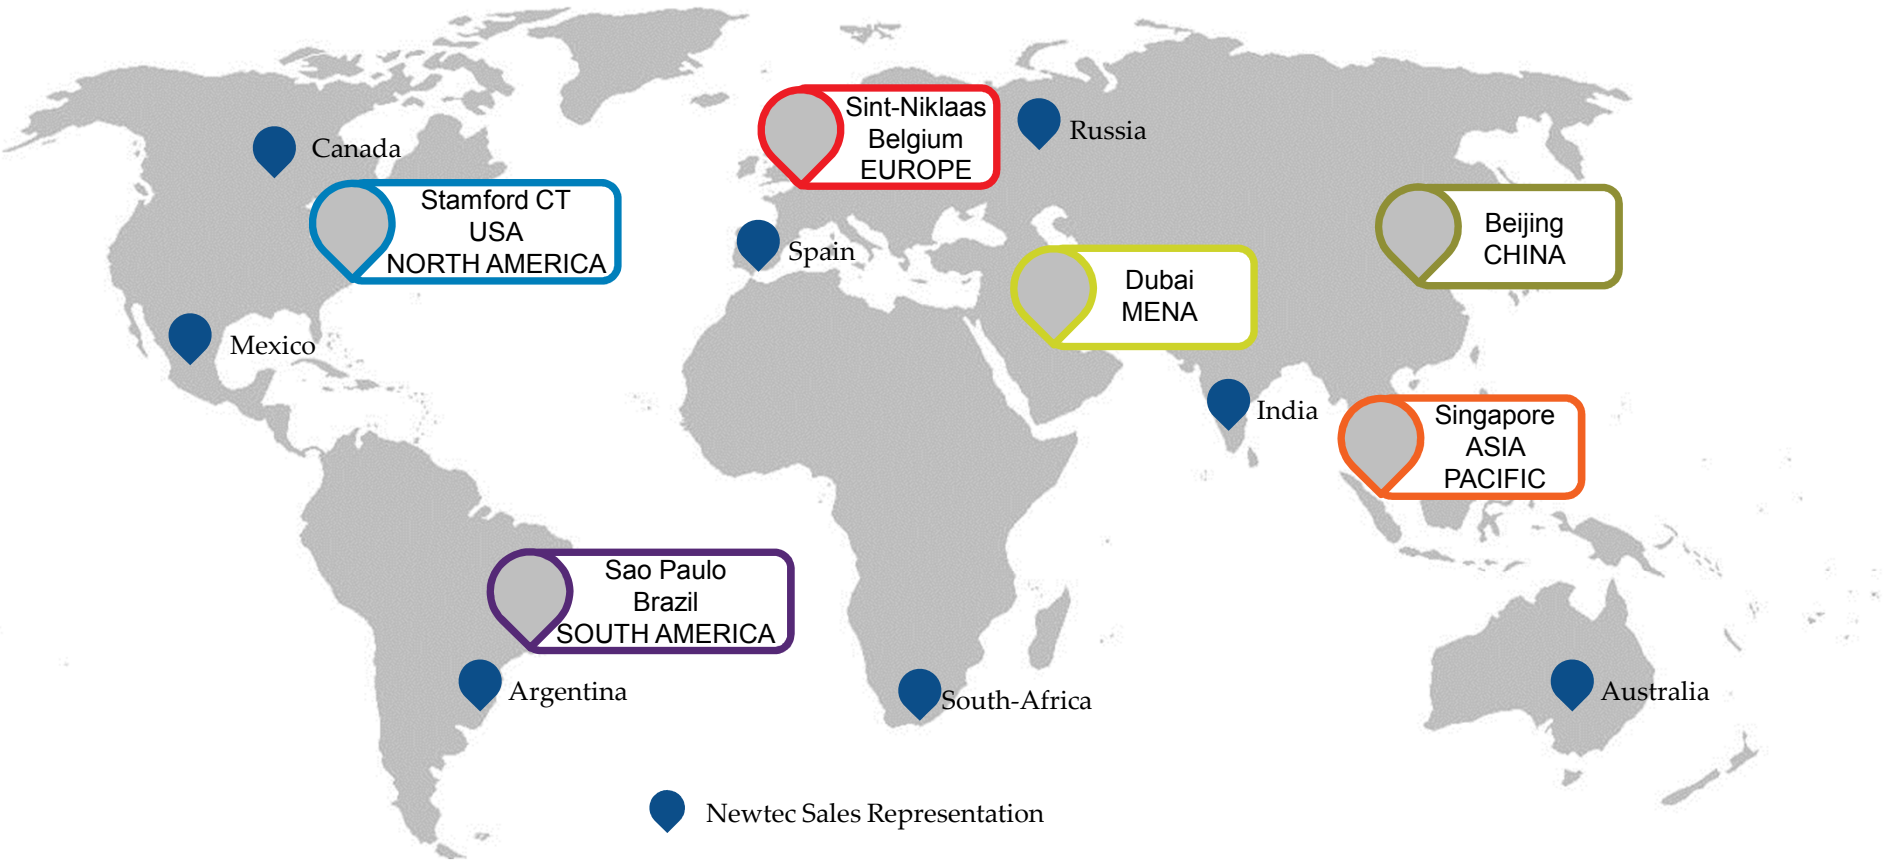 Sint-Niklaas
Belgium
EUROPE
Russia
Canada
Stamford CT
USA
NORTH AMERICA
Spain
Beijing
CHINA
Dubai
MENA
Mexico
India
Singapore
ASIA
PACIFIC
Sao Paulo
Brazil
SOUTH AMERICA
Argentina
South-Africa
Australia
Newtec Sales Representation